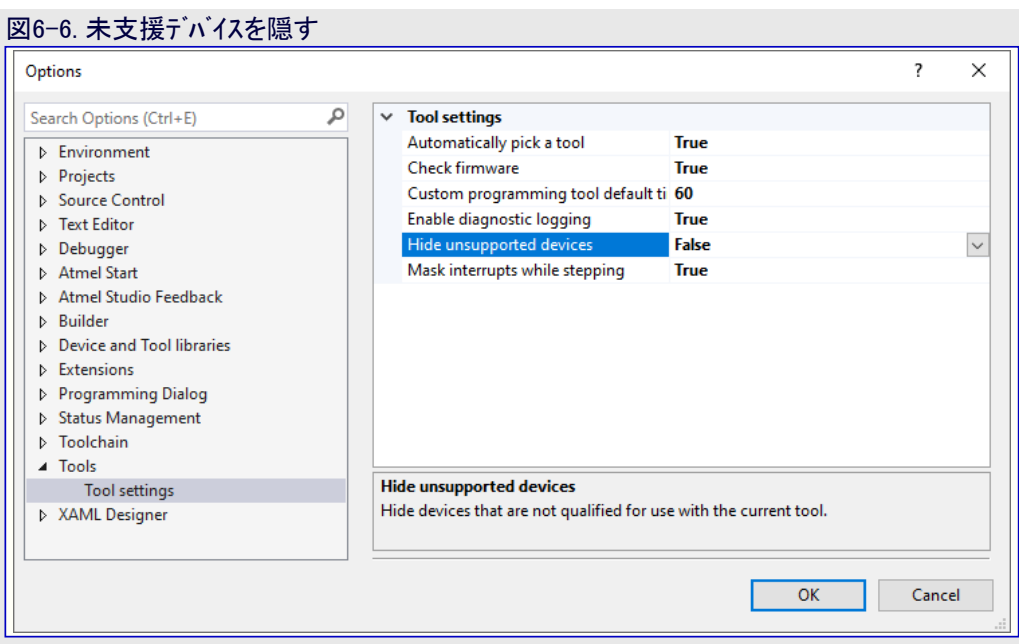 図6-6. 未支援ﾃﾞﾊﾞｲｽを隠す
Options
?
Search Options (Ctrl+E)
Environment
Projects
Source Control
Text Editor
Debugger
Atmel Start
Atmel Studio Feedback
Builder
Device and Tool libraries
Extensions
Programming Dialog
Status Management
Toolchain
Tools
Tool settings
XAML Designer
Tool settings
Automatically pick a tool True
Check firmware True
Custom programming tool default ti 60
Enable diagnostic logging True
Hide unsupported devices False
Mask interrupts while stepping True
Hide unsupported devices
Hide devices that are not qualified for use with the current tool.
OK Cancel